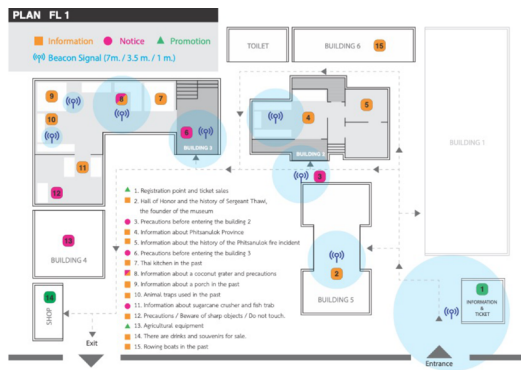 PLAN FL 1
Information Notice Promotion
Beacon Signal (7m. / 3.5 m. / 1 m.)
TOILET
BUILDING 6
15
9
8
7
10
6
BUILDING 3
11
12
4
5
BUILDING 2
3
BUILDING 1
13
BUILDING 4
14
SHOP
Exit
1. Registration point and ticket sales
2. Hall of Honor and the history of Sergeant Thawi,
the founder of the museum
3. Precautions before entering the building 2
4. Information about Phitsanulok Province
5. Information about the history of the Phitsanulok fire incident
6. Precautions before entering the building 3
7. Thai kitchen in the past
8. Information about a coconut grater and precautions
9. Information about a porch in the past
10. Animal traps used in the past
11. Information about sugarcane crusher and fish trap
12. Precautions / Beware of sharp objects / Do not touch.
13. Agricultural equipment
14. There are drinks and souvenirs for sale.
15. Rowing boats in the past
2
BUILDING 5
1
INFORMATION
&
TICKET
Entrance